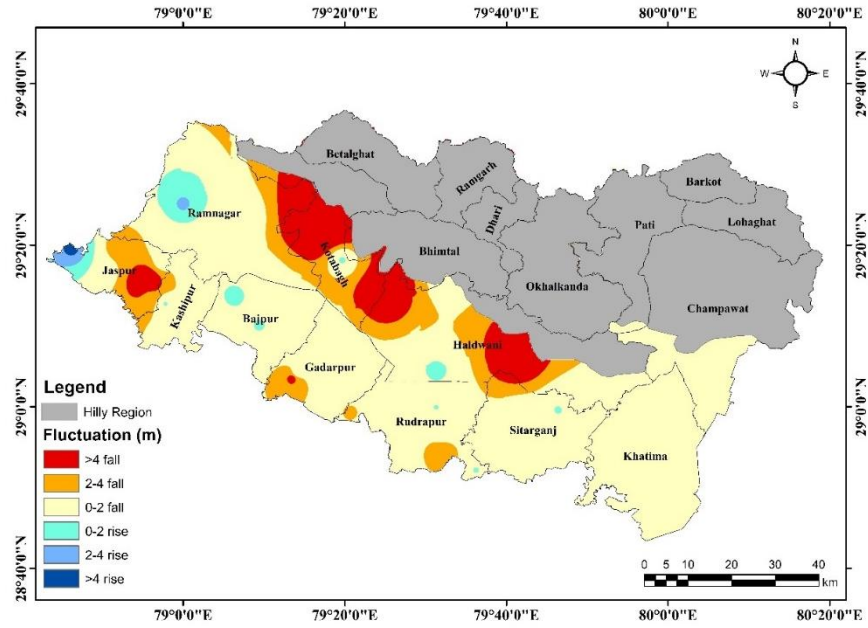 79°0'0"E 79°20'0"E 79°40'0"E 80°0'0"E 80°20'0"E
N
W E
S
29°40'0"N 29°40'0"N
Betalghat
Ramgarh
Barkot
Dhari
Pati
Lohaghat
Ramnagar
29°20'0"N 29°20'0"N
Bhimtal
Kotabagh
Jaspur
Okhalkanda
Kashipur
Bajpur
Champawat
Haldwani
Gadarpur
Legend
Hilly Region
29°0'0"N 29°0'0"N
Rudrapur
Sitarganj
Fluctuation (m)
Khatima
>4 fall
2-4 fall
0-2 fall
0-2 rise
2-4 rise
>4 rise
28°40'0"N 28°40'0"N
0 5 10 20 30 40
km
79°0'0"E 79°20'0"E 79°40'0"E 80°0'0"E 80°20'0"E